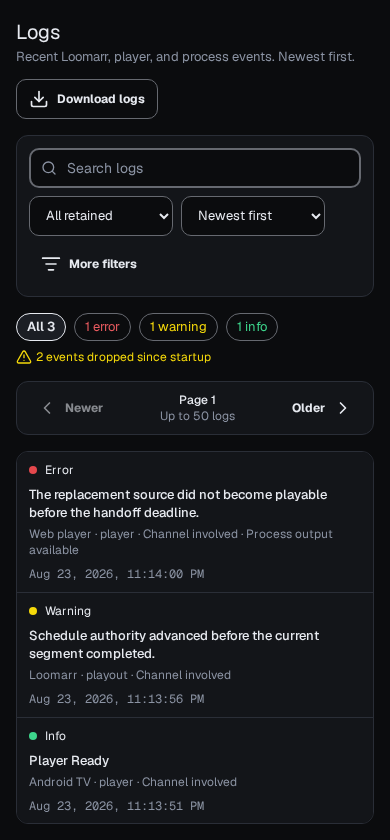 Logs
Recent Loomarr, player, and process events. Newest first.
Download logs
Search logs
All retained
Newest first
More filters
All 3
1 error
1 warning
1 info
2 events dropped since startup
Newer
Page 1
Up to 50 logs
Older
Error
The replacement source did not become playable
before the handoff deadline.
Web player · player · Channel involved · Process output
available
Aug 23, 2026, 11:14:00 PM
Warning
Schedule authority advanced before the current
segment completed.
Loomarr · playout · Channel involved
Aug 23, 2026, 11:13:56 PM
Info
Player Ready
Android TV · player · Channel involved
Aug 23, 2026, 11:13:51 PM